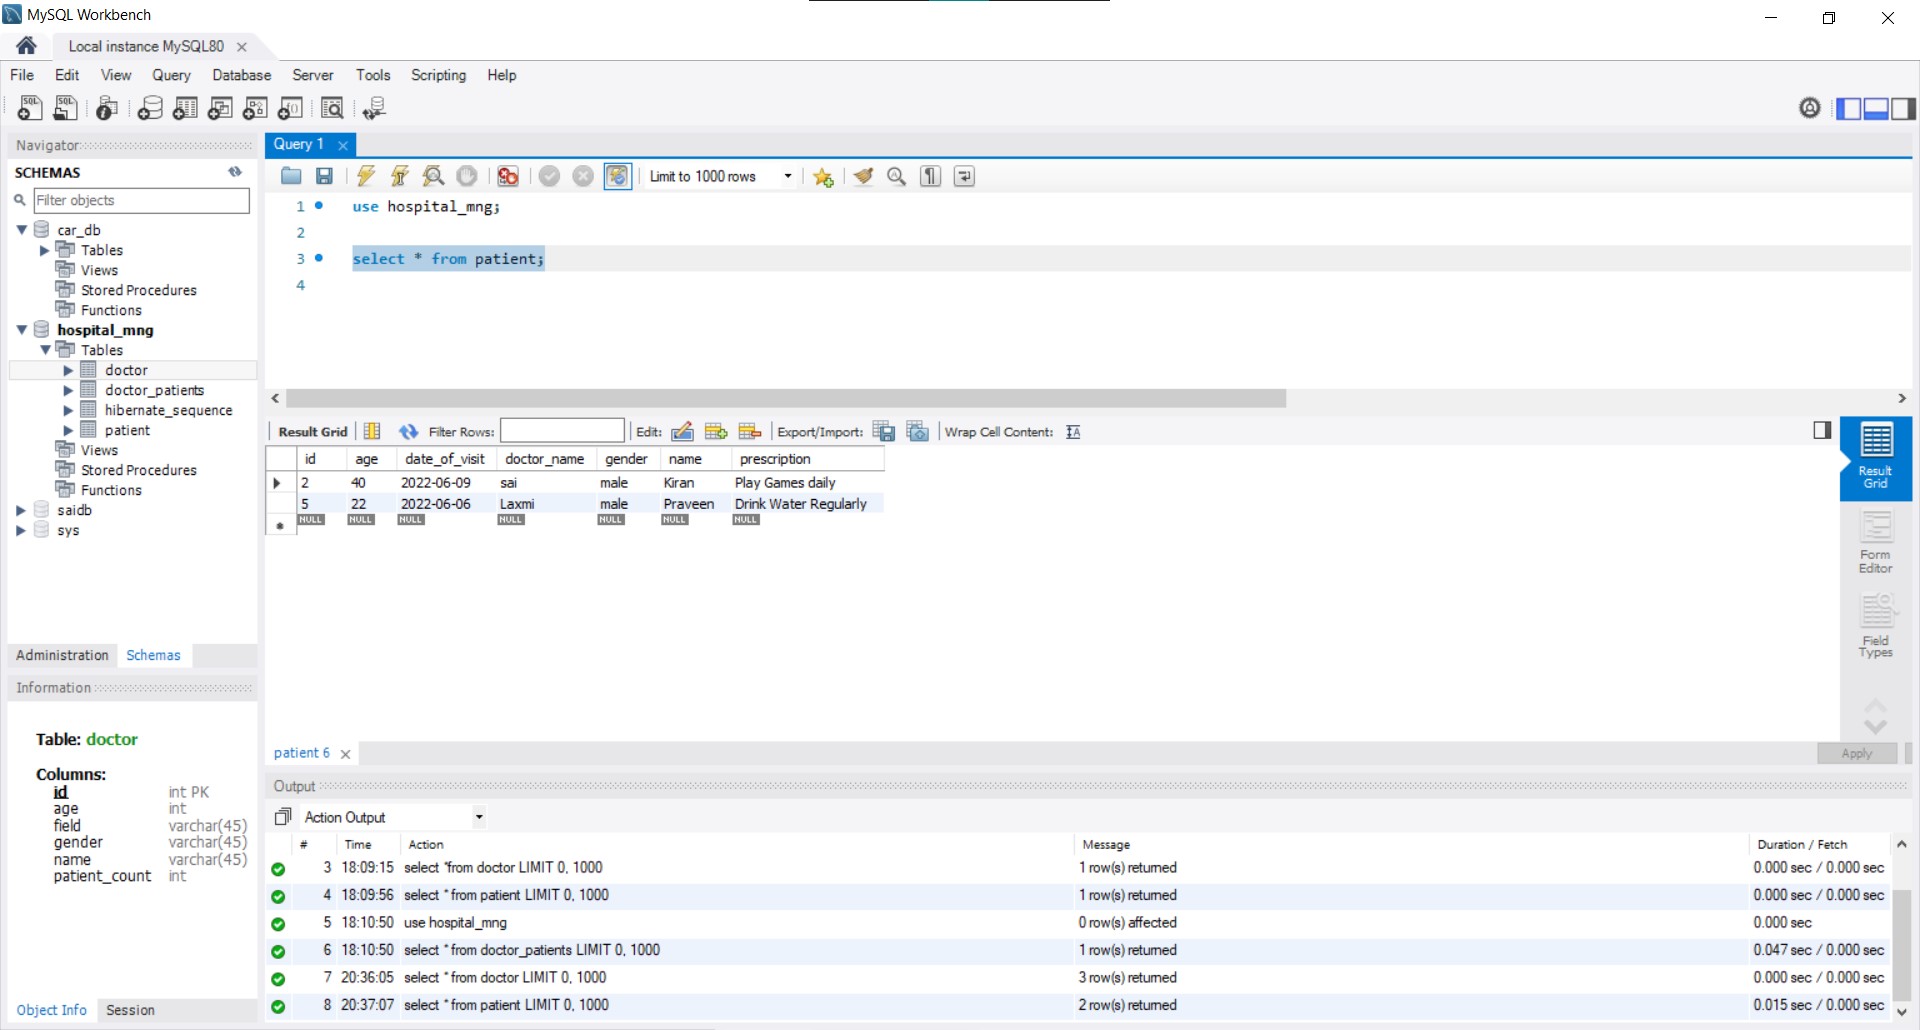 MySQL Workbench
Local instance MySQL80
File Edit View Query Database Server Tools Scripting Help
Navigator
SCHEMAS
Filter objects
car_db
Tables
Views
Stored Procedures
Functions
hospital_mng
Tables
doctor
doctor_patients
hibernate_sequence
patient
Views
Stored Procedures
Functions
saidb
sys
Administration Schemas
Information
Table: doctor
Columns:
id int PK
age int
field varchar(45)
gender varchar(45)
name varchar(45)
patient_count int
Object Info Session
Query 1
Limit to 1000 rows
1 use hospital_mng;
2
3 select * from patient;
4
Result Grid Filter Rows: Edit: Export/Import: Wrap Cell Content:
id age date_of_visit doctor_name gender name prescription
2 40 2022-06-09 sai male Kiran Play Games daily
5 22 2022-06-06 Laxmi male Praveen Drink Water Regularly
NULL NULL NULL NULL NULL NULL NULL
Result
Grid
Form
Editor
Field
Types
patient 6
Apply
Output
Action Output
# Time Action Message Duration / Fetch
3 18:09:15 select *from doctor LIMIT 0, 1000 1 row(s) returned 0.000 sec / 0.000 sec
4 18:09:56 select * from patient LIMIT 0, 1000 1 row(s) returned 0.000 sec / 0.000 sec
5 18:10:50 use hospital_mng 0 row(s) affected 0.000 sec
6 18:10:50 select * from doctor_patients LIMIT 0, 1000 1 row(s) returned 0.047 sec / 0.000 sec
7 20:36:05 select * from doctor LIMIT 0, 1000 3 row(s) returned 0.000 sec / 0.000 sec
8 20:37:07 select * from patient LIMIT 0, 1000 2 row(s) returned 0.015 sec / 0.000 sec